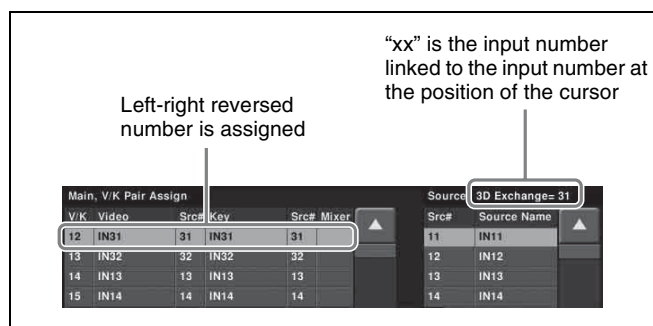 “xx” is the input number
linked to the input number at
the position of the cursor
Left-right reversed
number is assigned
Main, V/K Pair Assign
V/K Video Src# Key Src# Mixer
12 IN31 31 IN31 31
13 IN32 32 IN32 32
14 IN13 13 IN13 13
15 IN14 14 IN14 14
Source 3D Exchange= 31
Src# Source Name
11 IN11
12 IN12
13 IN13
14 IN14